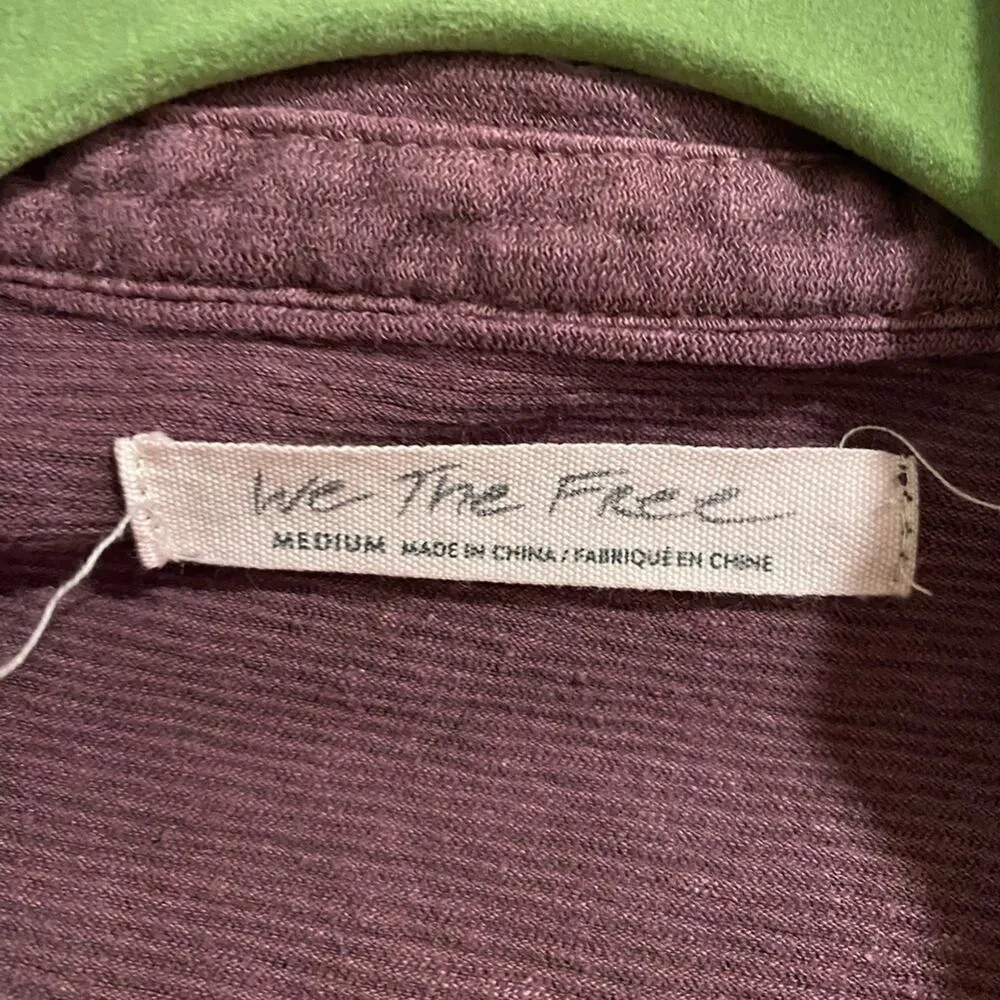 We The Free
MEDIUM MADE IN CHINA / FABRIQUÉ EN CHINE